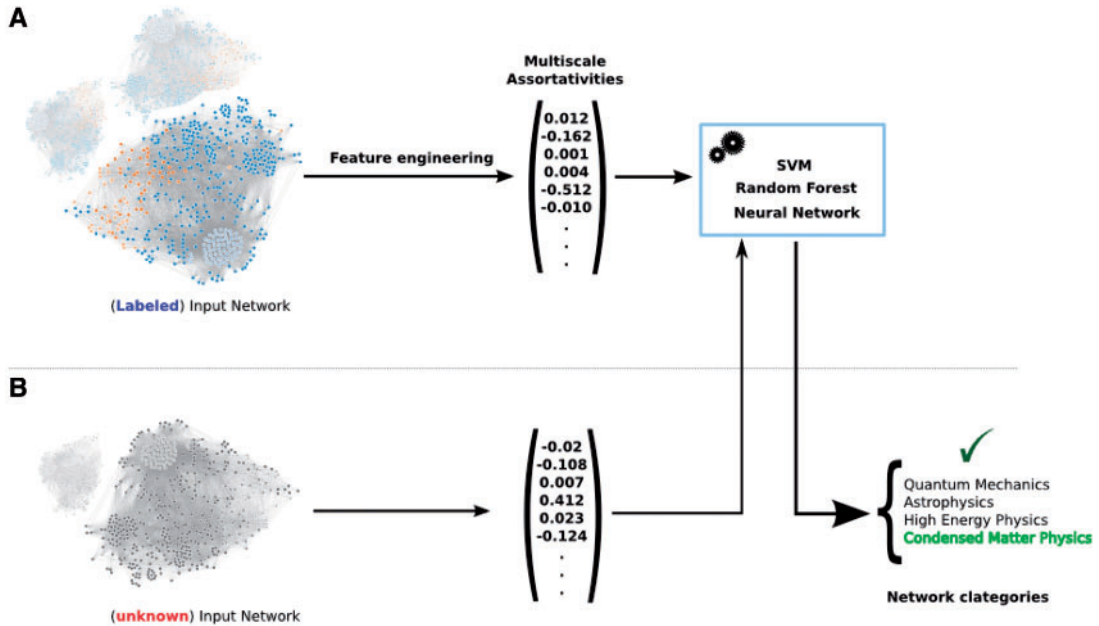 A
Multiscale
Assortativities
0.012
-0.162
0.001
0.004
-0.512
-0.010
.
.
.
Feature engineering
SVM
Random Forest
Neural Network
(Labeled) Input Network
B
-0.02
-0.108
0.007
0.412
0.023
-0.124
.
.
.
Quantum Mechanics
Astrophysics
High Energy Physics
Condensed Matter Physics
Network clategories
(unknown) Input Network